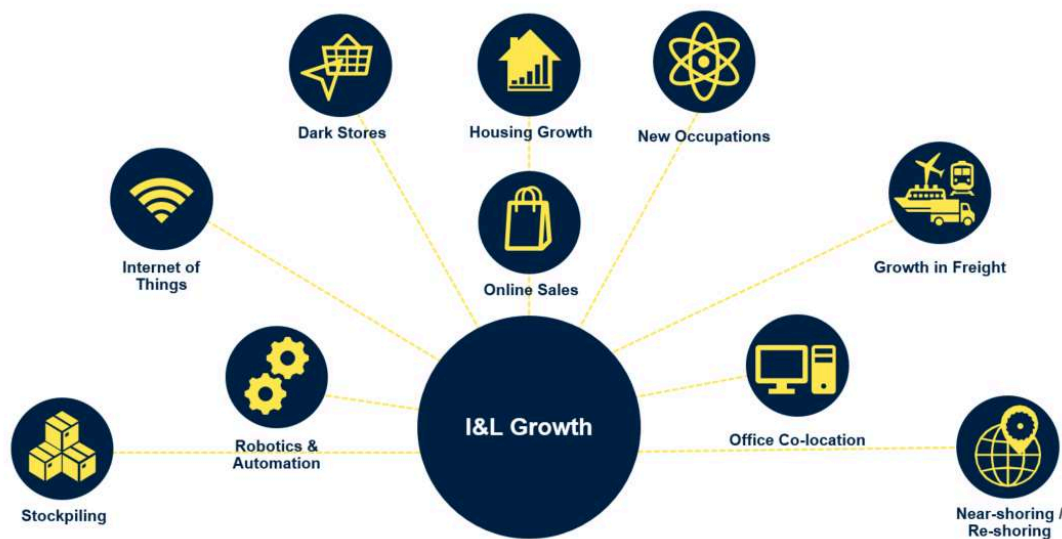 Dark Stores
Housing Growth
New Occupations
Internet of
Things
Online Sales
Growth in Freight
I&L Growth
Robotics &
Automation
Office Co-location
Stockpiling
Near-shoring /
Re-shoring